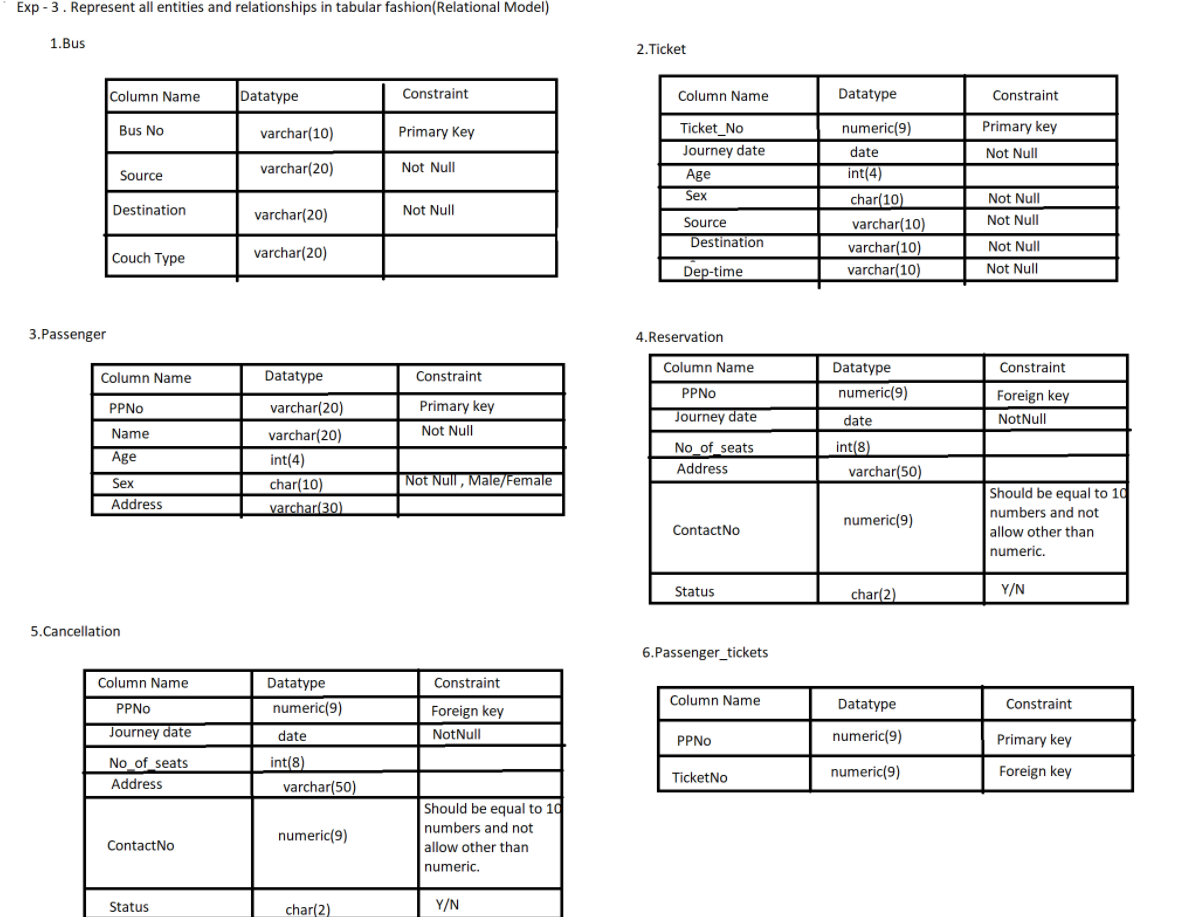 Exp - 3 . Represent all entities and relationships in tabular fashion(Relational Model)
1.Bus
Column Name Datatype Constraint
Bus No varchar(10) Primary Key
Source varchar(20) Not Null
Destination varchar(20) Not Null
Couch Type varchar(20)
2.Ticket
Column Name Datatype Constraint
Ticket_No numeric(9) Primary key
Journey date date Not Null
Age int(4)
Sex char(10) Not Null
Source varchar(10) Not Null
Destination varchar(10) Not Null
Dep-time varchar(10) Not Null
3.Passenger
Column Name Datatype Constraint
PPNo varchar(20) Primary key
Name varchar(20) Not Null
Age int(4)
Sex char(10) Not Null , Male/Female
Address varchar(30)
4.Reservation
Column Name Datatype Constraint
PPNo numeric(9) Foreign key
Journey date date NotNull
No_of_seats int(8)
Address varchar(50)
ContactNo numeric(9) Should be equal to 10
numbers and not
allow other than
numeric.
Status char(2) Y/N
5.Cancellation
Column Name Datatype Constraint
PPNo numeric(9) Foreign key
Journey date date NotNull
No_of_seats int(8)
Address varchar(50)
ContactNo numeric(9) Should be equal to 10
numbers and not
allow other than
numeric.
Status char(2) Y/N
6.Passenger_tickets
Column Name Datatype Constraint
PPNo numeric(9) Primary key
TicketNo numeric(9) Foreign key